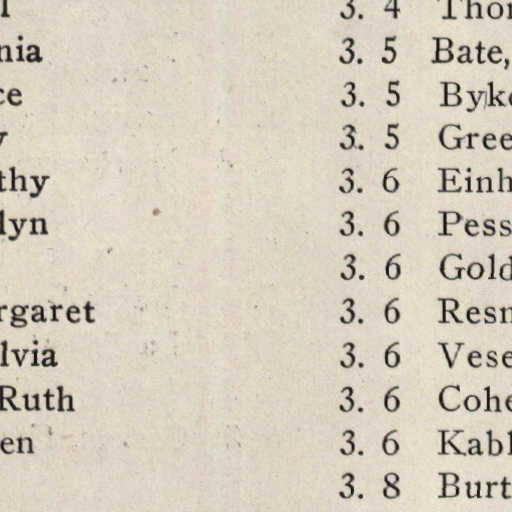 l 3. 4 Thor
nia 3. 5 Bate,
ce 3. 5 Byk
y 3. 5 Gree
thy 3. 6 Einh
lyn 3. 6 Pess
3. 6 Gold
rgaret 3. 6 Resn
lvia 3. 6 Vese
Ruth 3. 6 Cohe
en 3. 6 Kabl
3. 8 Burt